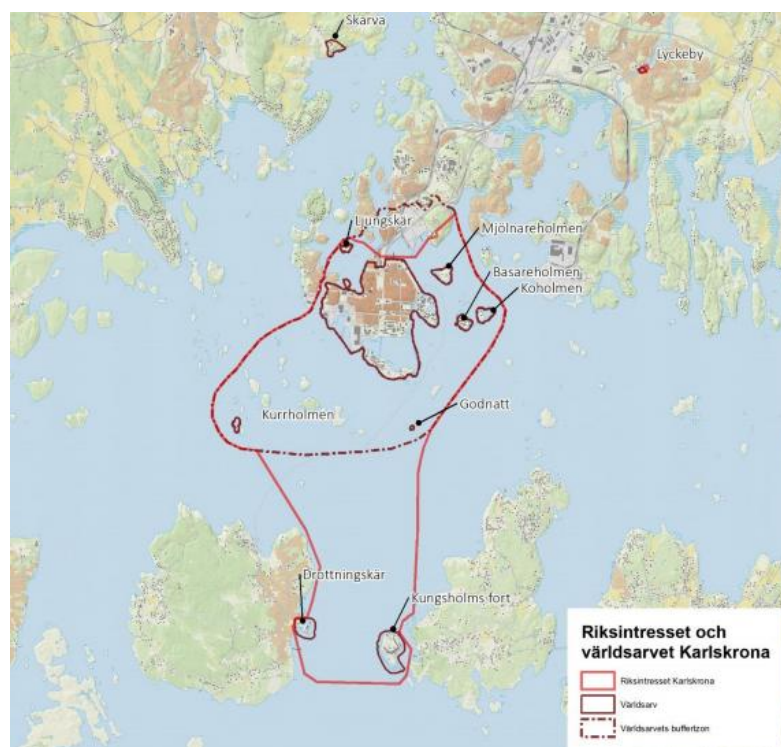 Skärva
Lyckeby
Ljungskär
Mjölnareholmen
Basareholmen
Koholmen
Kurrholmen
Godnatt
Drottningskär
Kungsholms fort
Riksintresset och
världsarvet Karlskrona
Riksintresset Karlskrona
Världsarv
Världsarvets buffertzon